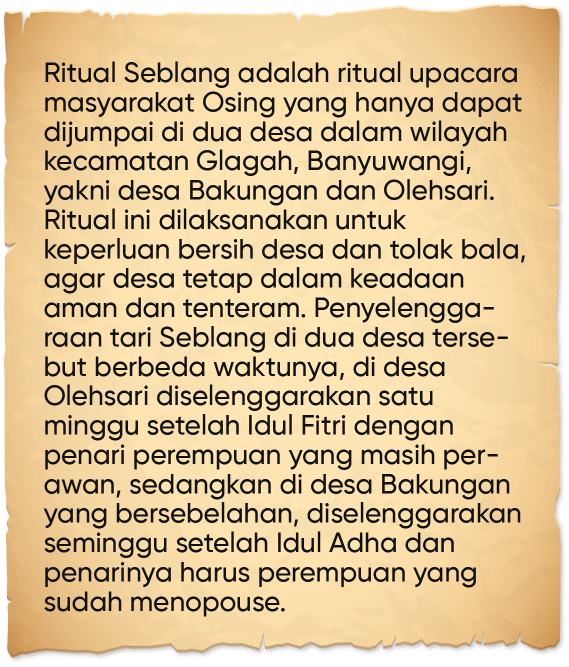 Ritual Seblang adalah ritual upacara
masyarakat Osing yang hanya dapat
dijumpai di dua desa dalam wilayah
kecamatan Glagah, Banyuwangi,
yakni desa Bakungan dan Olehsari.
Ritual ini dilaksanakan untuk
keperluan bersih desa dan tolak bala,
agar desa tetap dalam keadaan
aman dan tenteram. Penyelengga-
raan tari Seblang di dua desa terse-
but berbeda waktunya, di desa
Olehsari diselenggarakan satu
minggu setelah Idul Fitri dengan
penari perempuan yang masih per-
awan, sedangkan di desa Bakungan
yang bersebelahan, diselenggarakan
seminggu setelah Idul Adha dan
penarinya harus perempuan yang
sudah menopouse.